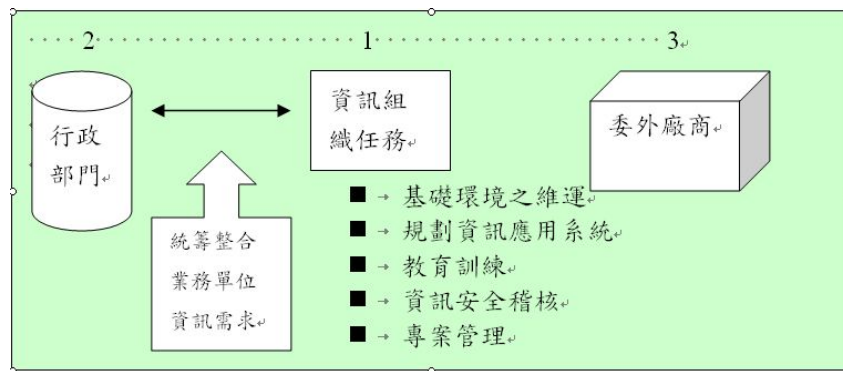 2 1 3
行政
部門
資訊組
織任務
委外廠商
統籌整合
業務單位
資訊需求
■ 基礎環境之維運
■ 規劃資訊應用系統
■ 教育訓練
■ 資訊安全稽核
■ 專案管理